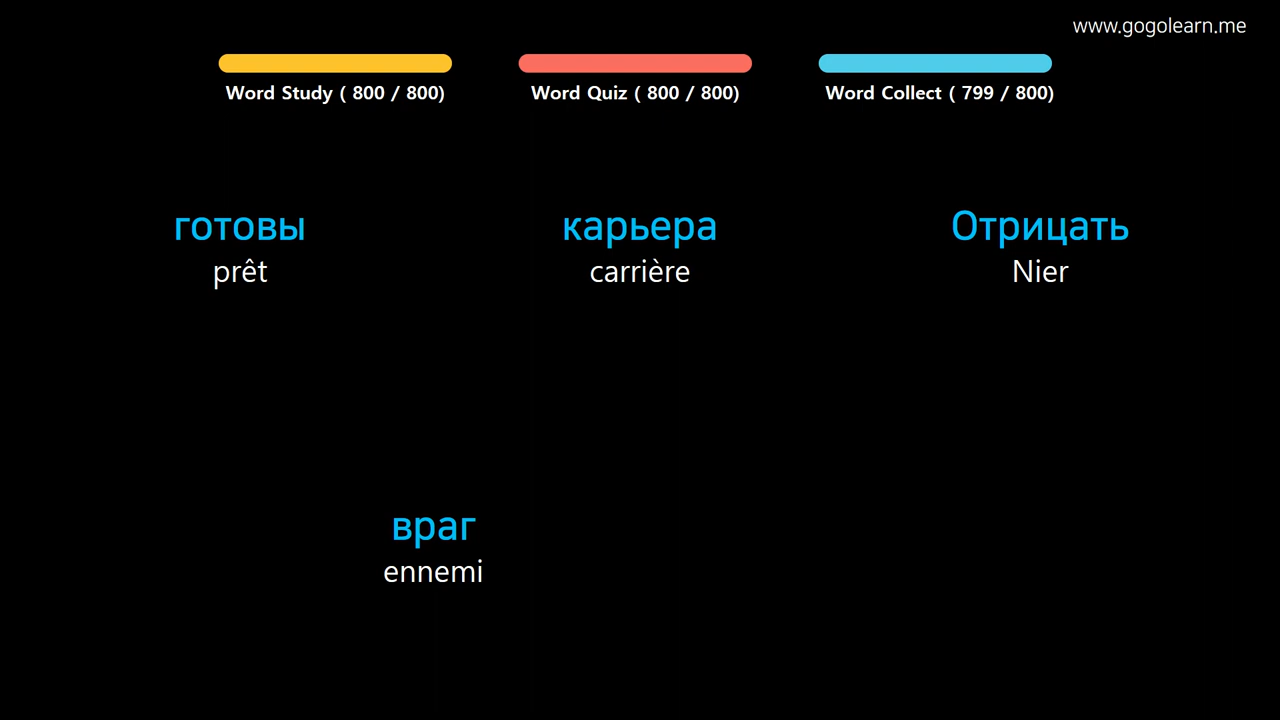 www.gogolearn.me
Word Study ( 800 / 800)
Word Quiz ( 800 / 800)
Word Collect ( 799 / 800)
готовы
prêt
карьера
carrière
Отрицать
Nier
враг
ennemi